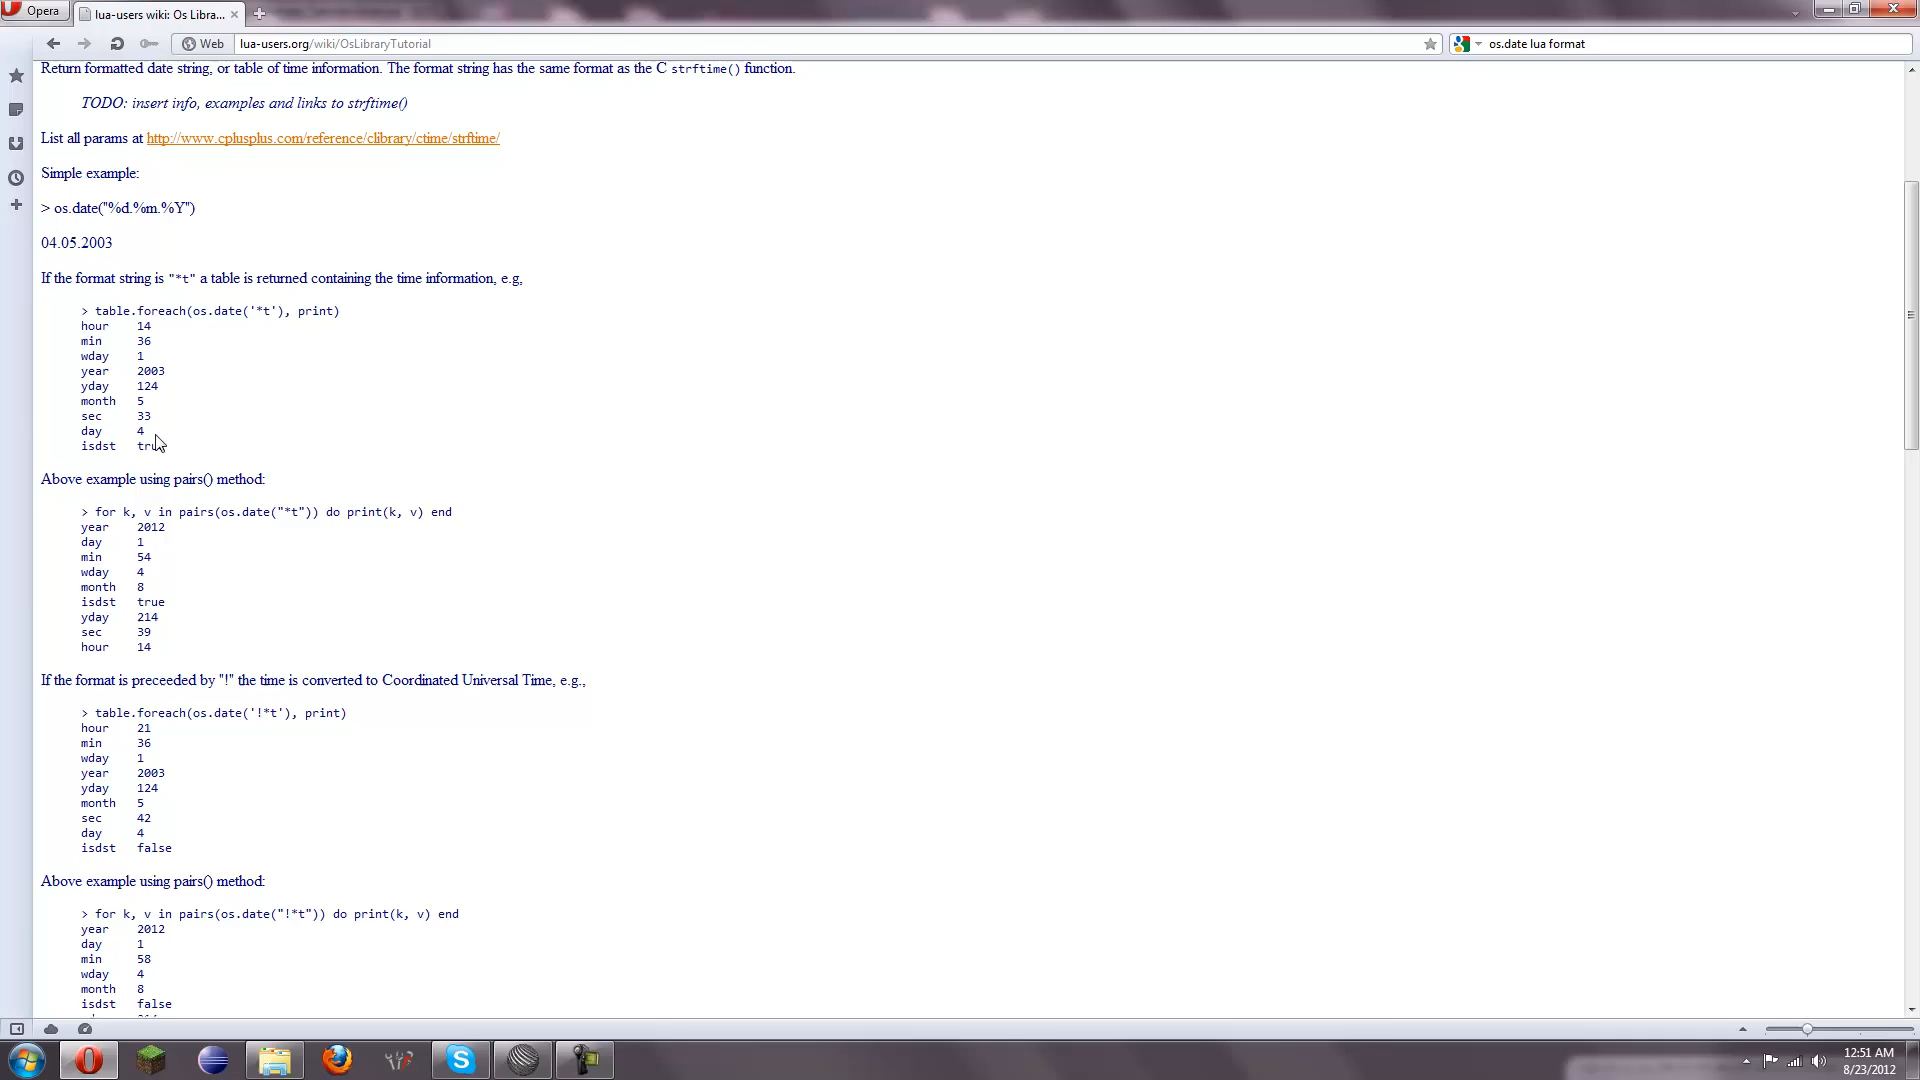 Opera
lua-users wiki: Os Libra...
Web
lua-users.org/wiki/OsLibraryTutorial
os.date lua format
Return formatted date string, or table of time information. The format string has the same format as the C strftime() function.
TODO: insert info, examples and links to strftime()
List all params at http://www.cplusplus.com/reference/clibrary/ctime/strftime/
Simple example:
> os.date("%d.%m.%Y")
04.05.2003
If the format string is "*t" a table is returned containing the time information, e.g,
> table.foreach(os.date('*t'), print)
hour 14
min 36
wday 1
year 2003
yday 124
month 5
sec 33
day 4
isdst true
Above example using pairs() method:
> for k, v in pairs(os.date("*t")) do print(k, v) end
year 2012
day 1
min 54
wday 4
month 8
isdst true
yday 214
sec 39
hour 14
If the format is preceeded by "!" the time is converted to Coordinated Universal Time, e.g.,
> table.foreach(os.date('!*t'), print)
hour 21
min 36
wday 1
year 2003
yday 124
month 5
sec 42
day 4
isdst false
Above example using pairs() method:
> for k, v in pairs(os.date("!*t")) do print(k, v) end
year 2012
day 1
min 58
wday 4
month 8
isdst false
12:51 AM
8/23/2012